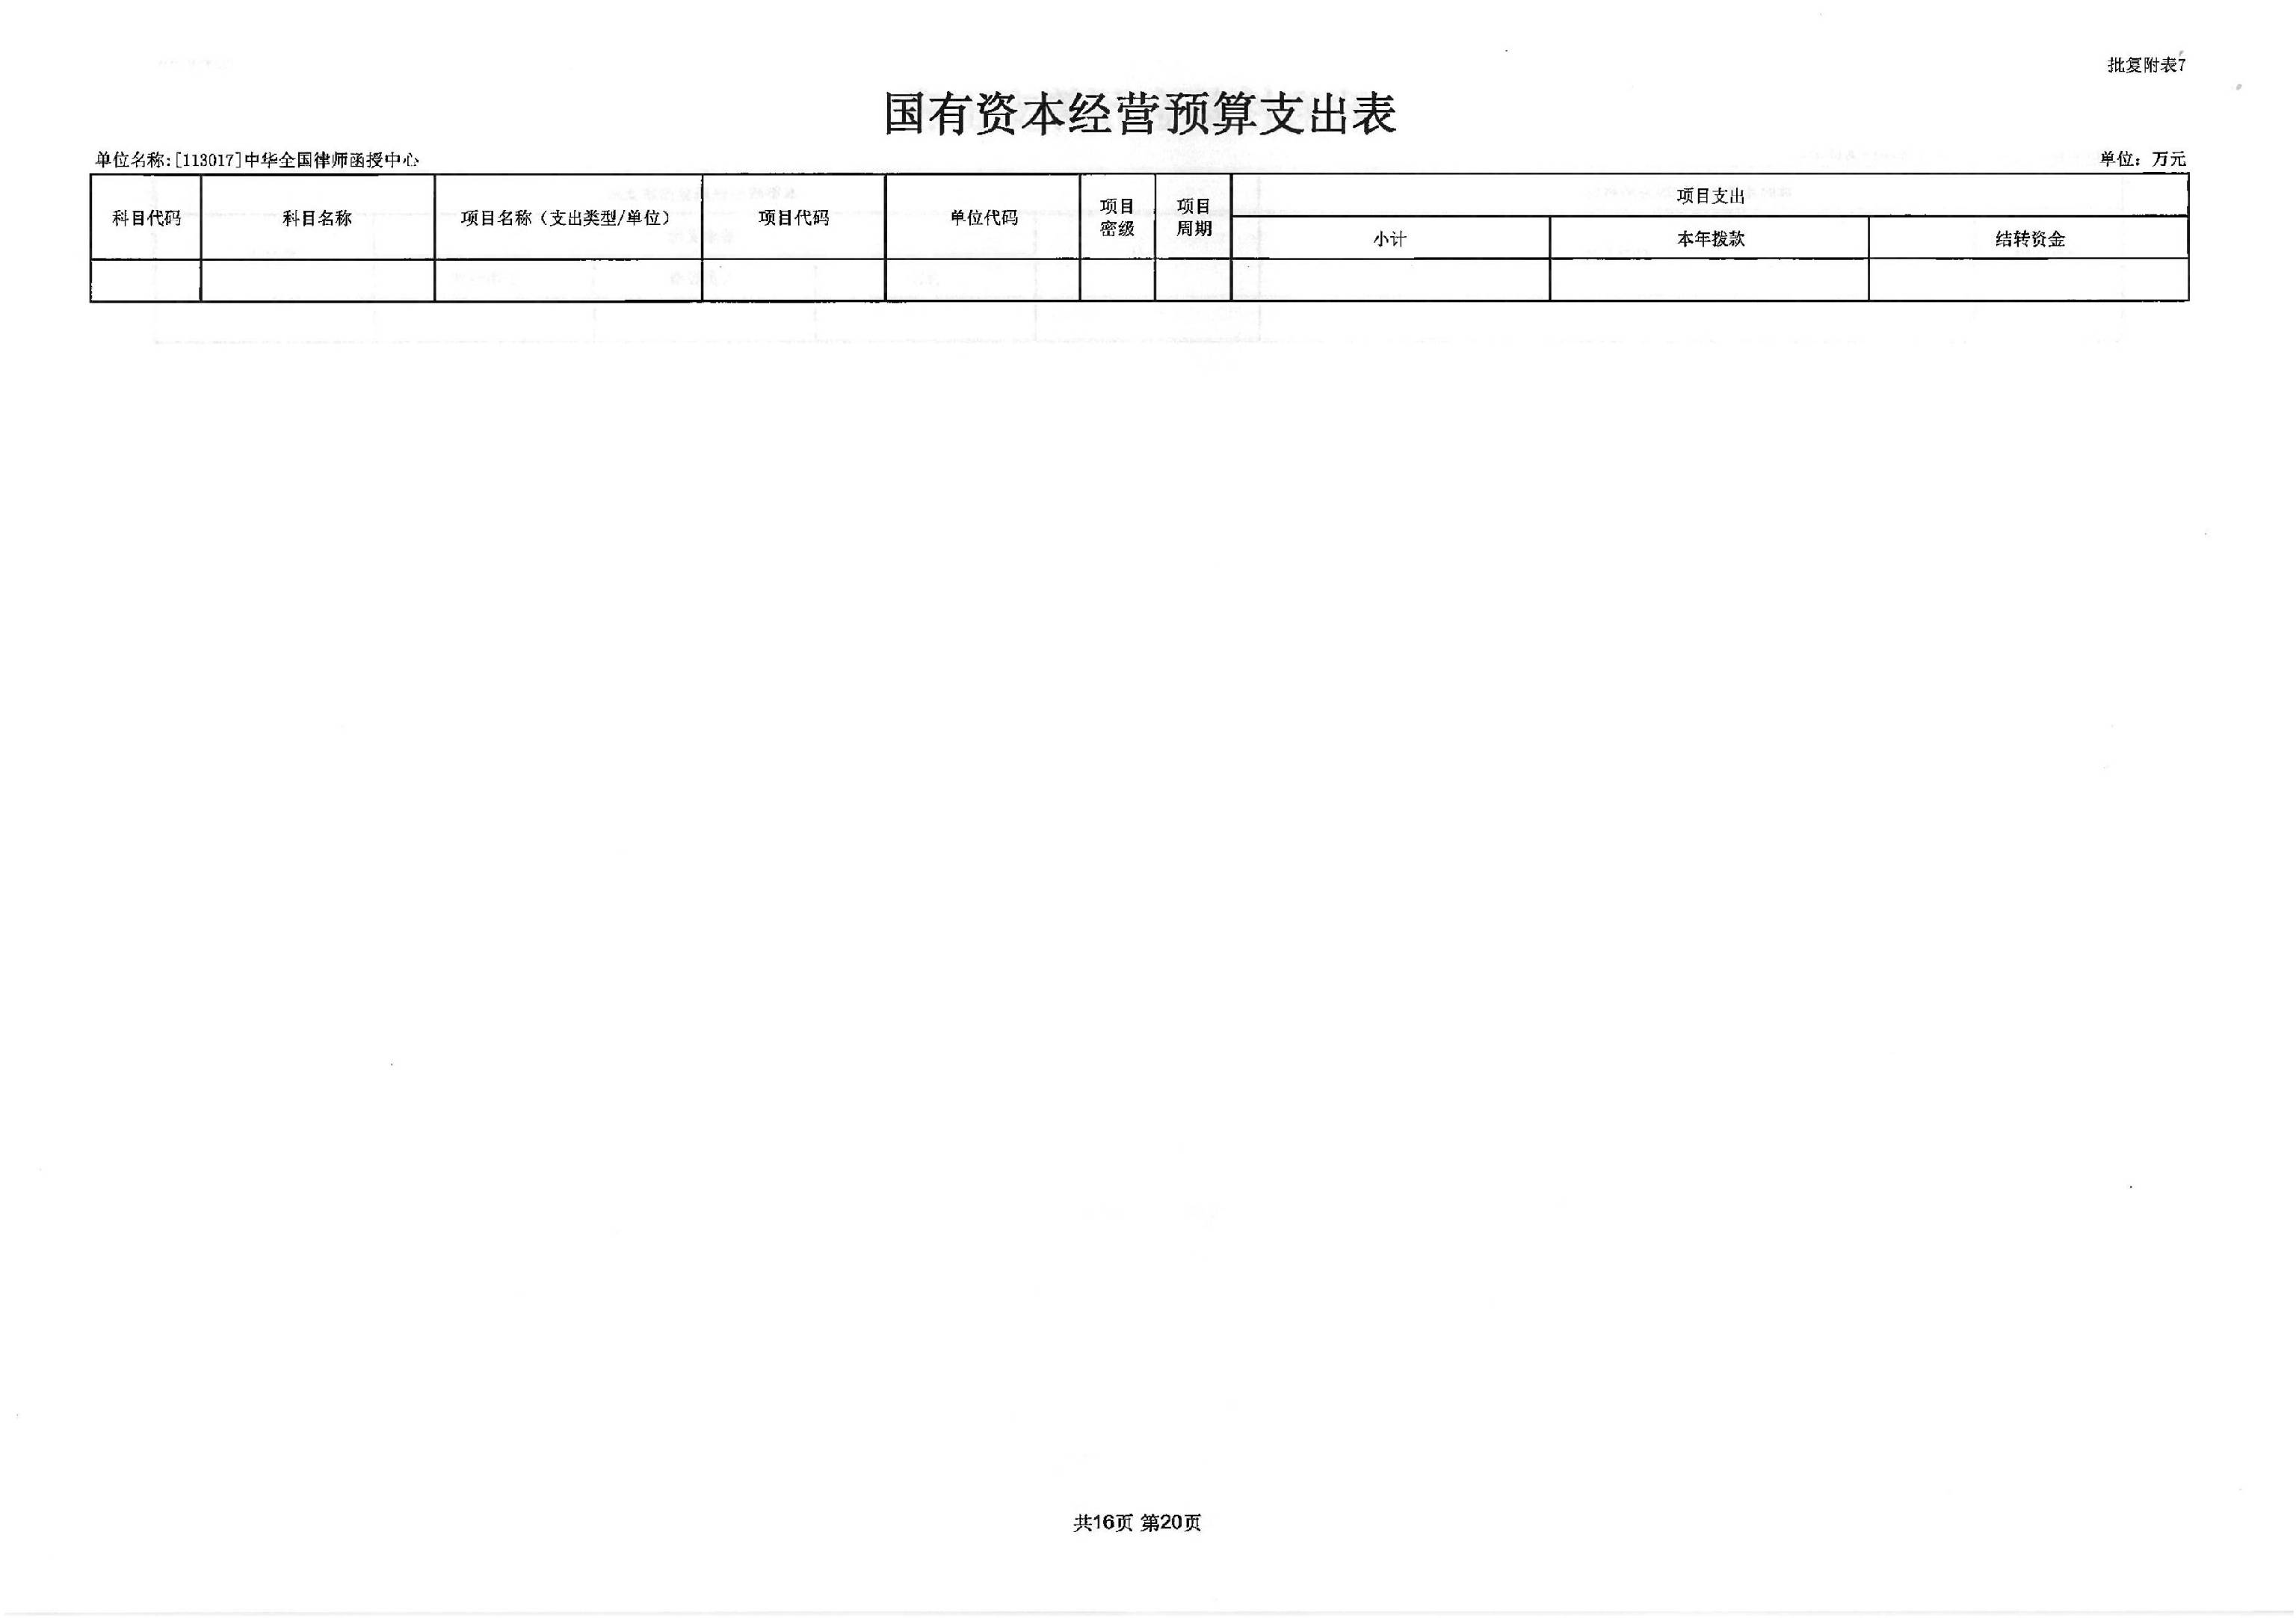 批复附表7
国有资本经营预算支出表
单位名称:[113017]中华全国律师函授中心
单位：万元
科目代码 科目名称 项目名称（支出类型/单位） 项目代码 单位代码 项目密级 项目周期 项目支出
小计 本年拨款 结转资金
共16页 第20页